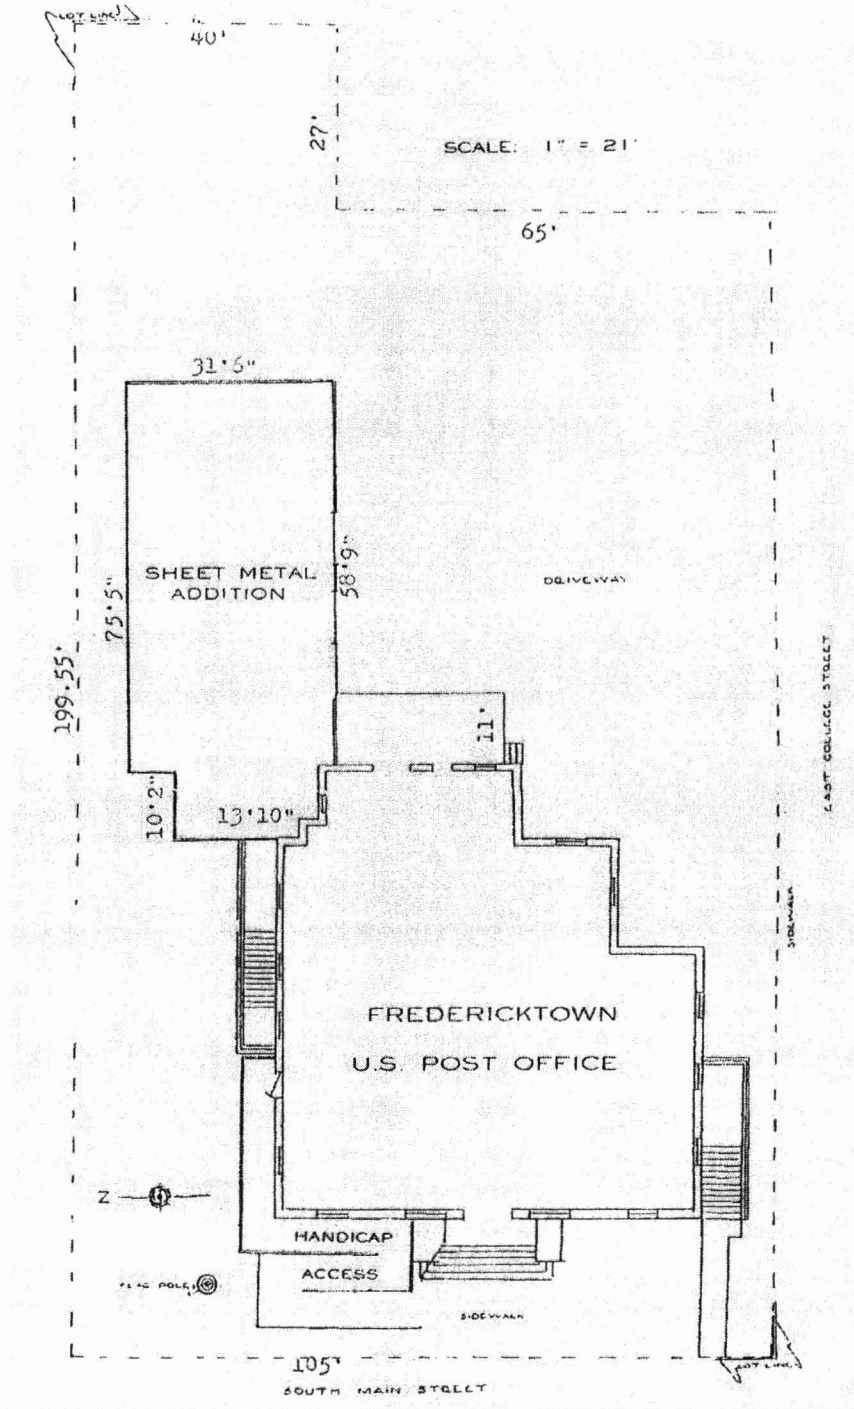 LOT LINE
40'
27'
SCALE: 1" = 21'
65'
31'6"
SHEET METAL
ADDITION
58'9"
75'5"
DRIVEWAY
199.55'
EAST COLLEGE STREET
11'
10'2"
13'10"
SIDEWALK
FREDERICKTOWN
U.S. POST OFFICE
N
HANDICAP
ACCESS
FLAG POLE
SIDEWALK
LOT LINE
105'
SOUTH MAIN STREET